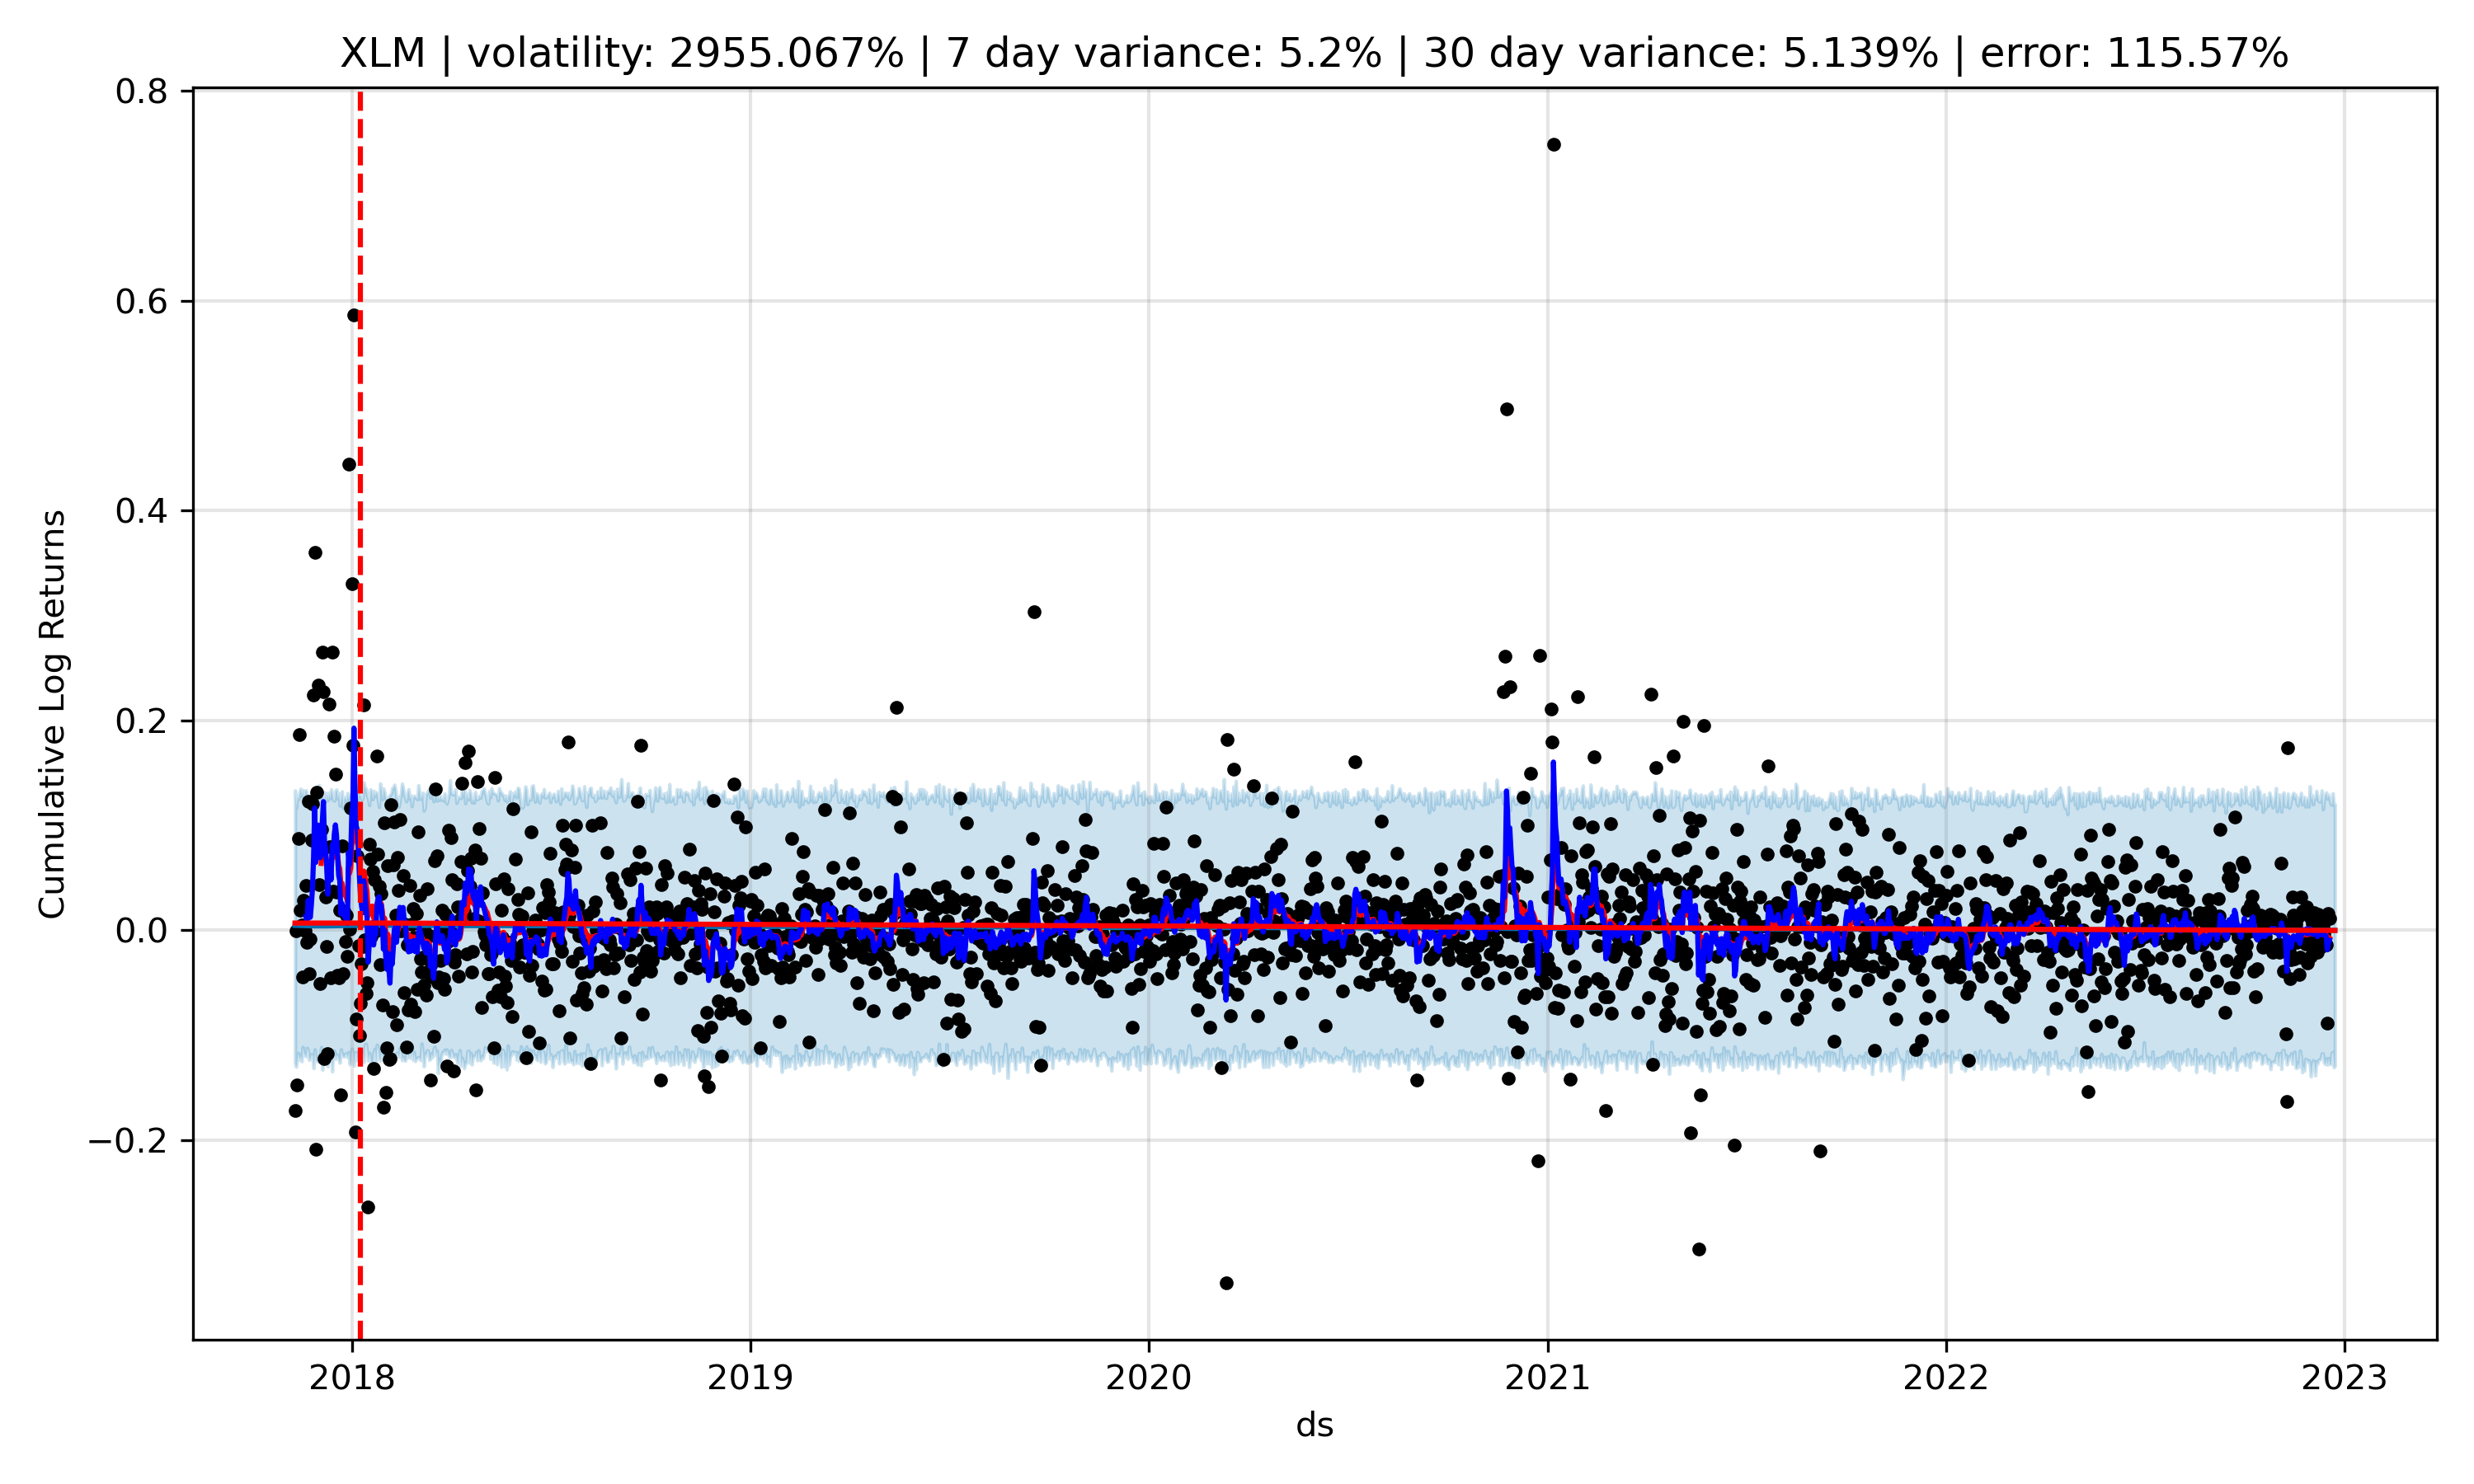 XLM | volatility: 2955.067% | 7 day variance: 5.2% | 30 day variance: 5.139% | error: 115.57%
0.8
0.6
0.4
0.2
0.0
−0.2
Cumulative Log Returns
2018 2019 2020 2021 2022 2023
ds